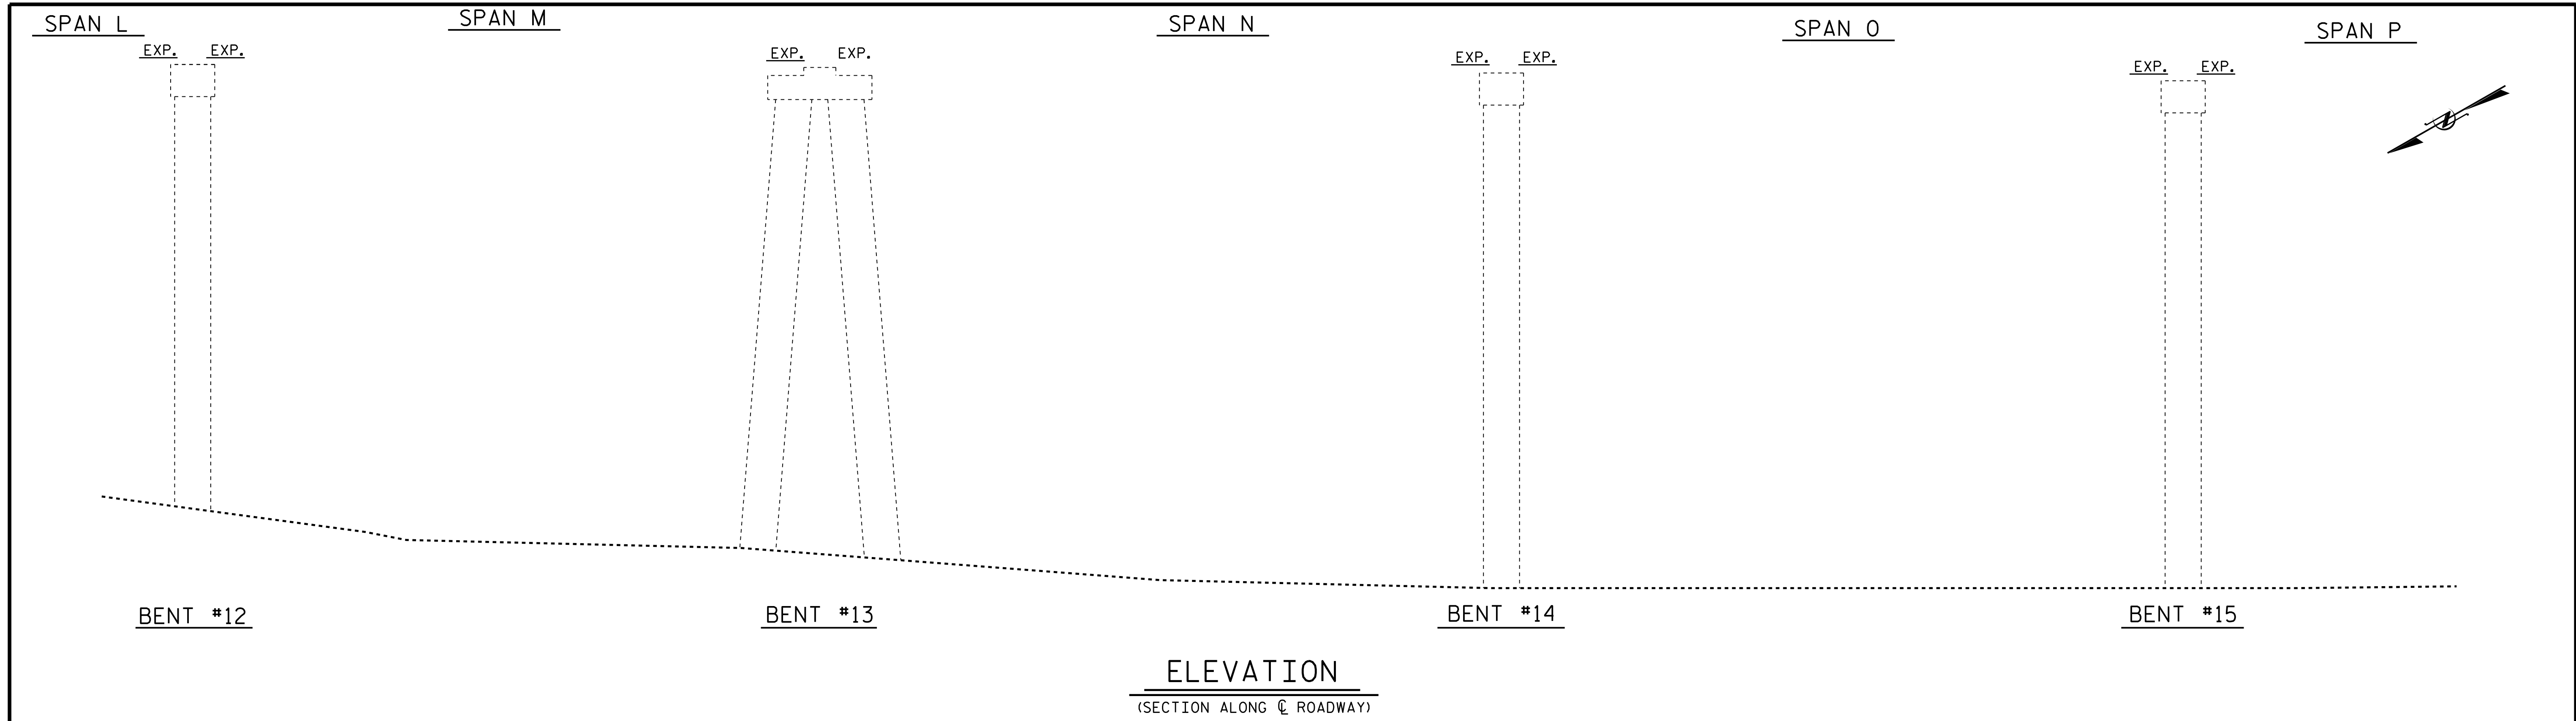 SPAN L
SPAN M
SPAN N
SPAN O
SPAN P
EXP. EXP.
EXP. EXP.
EXP. EXP.
EXP. EXP.
N
BENT #12
BENT #13
BENT #14
BENT #15
ELEVATION
(SECTION ALONG ℄ ROADWAY)